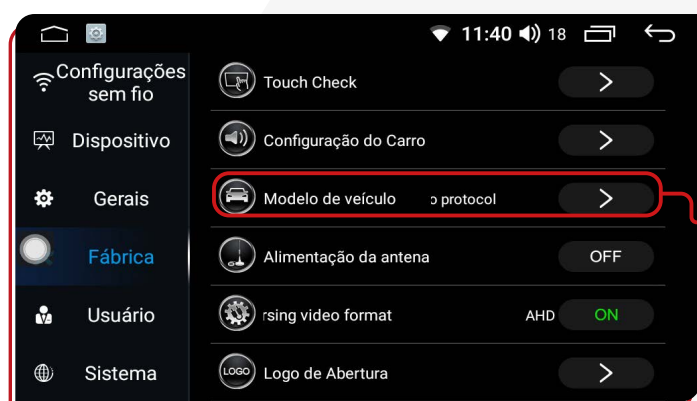 11:40 18
Configurações
sem fio
Dispositivo
Gerais
Fábrica
Usuário
Sistema
Touch Check
Configuração do Carro
Modelo de veículo o protocol
Alimentação da antena OFF
rsing video format AHD ON
LOGO Logo de Abertura